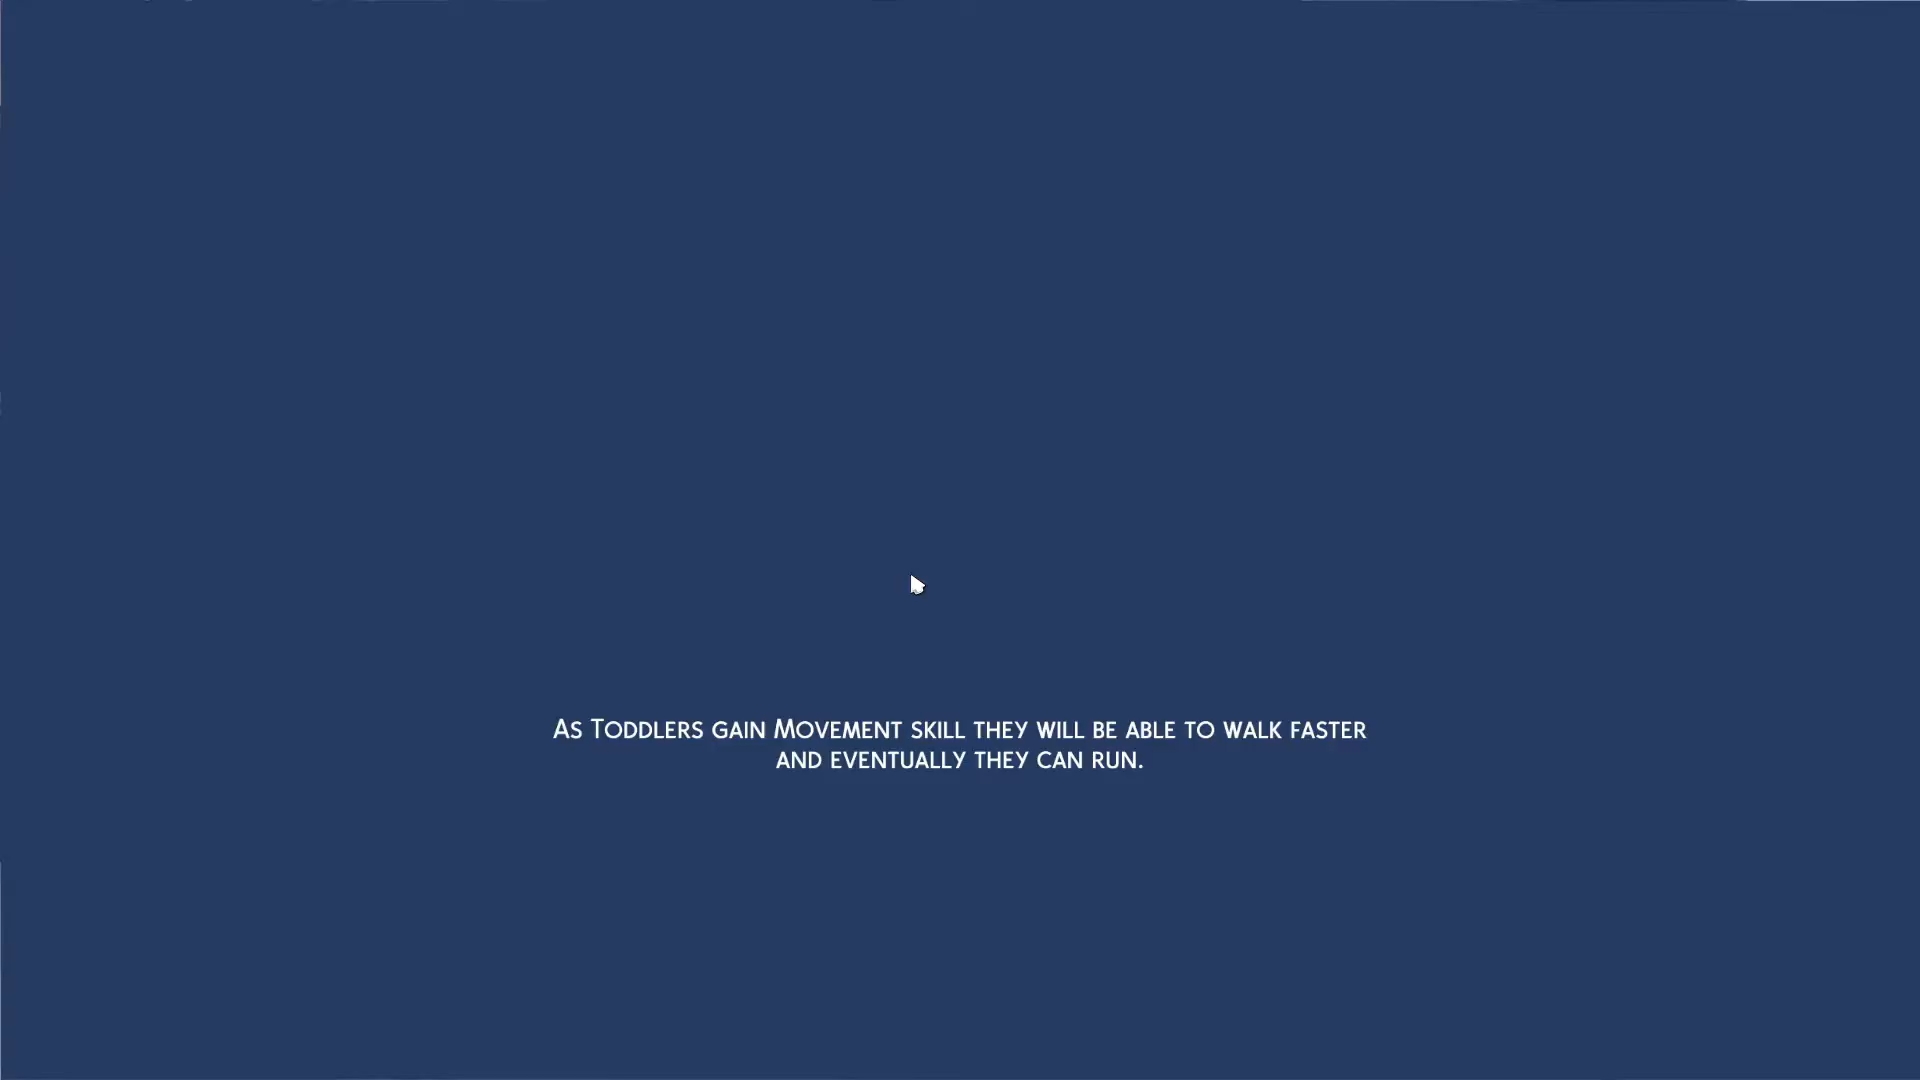 As Toddlers gain Movement skill they will be able to walk faster
and eventually they can run.